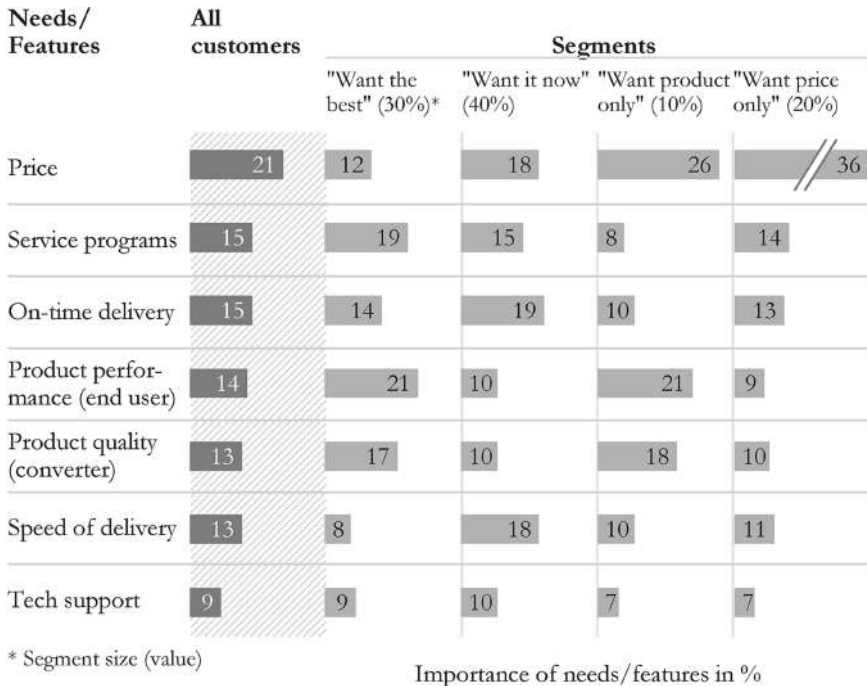 Needs/ All
Features customers Segments
"Want the "Want it now" "Want product "Want price
best" (30%)* (40%) only" (10%) only" (20%)
Price 21 12 18 26 36
Service programs 15 19 15 8 14
On-time delivery 15 14 19 10 13
Product perfor-
mance (end user) 14 21 10 21 9
Product quality
(converter) 13 17 10 18 10
Speed of delivery 13 8 18 10 11
Tech support 9 9 10 7 7
* Segment size (value)
Importance of needs/features in %